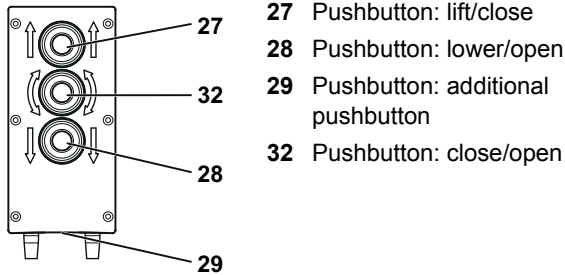 27
32
28
29
27 Pushbutton: lift/close
28 Pushbutton: lower/open
29 Pushbutton: additional
pushbutton
32 Pushbutton: close/open